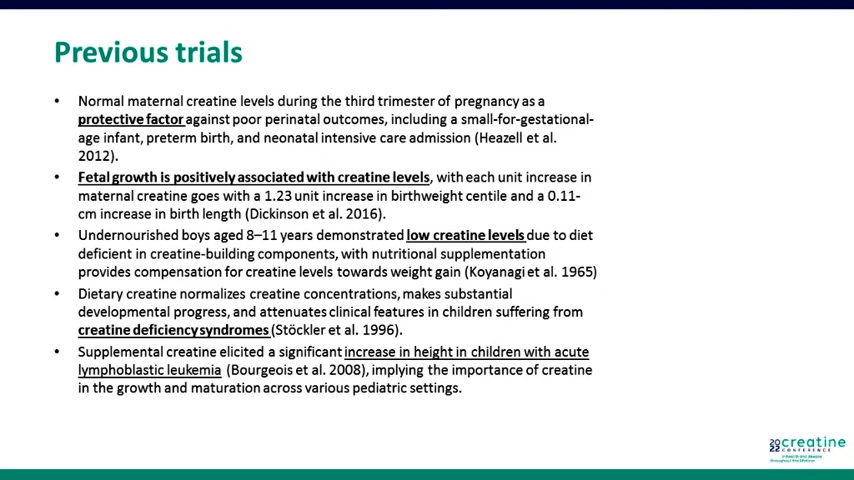 Previous trials
• Normal maternal creatine levels during the third trimester of pregnancy as a
protective factor against poor perinatal outcomes, including a small-for-gestational-
age infant, preterm birth, and neonatal intensive care admission (Heazell et al.
2012).
• Fetal growth is positively associated with creatine levels, with each unit increase in
maternal creatine goes with a 1.23 unit increase in birthweight centile and a 0.11-
cm increase in birth length (Dickinson et al. 2016).
• Undernourished boys aged 8–11 years demonstrated low creatine levels due to diet
deficient in creatine-building components, with nutritional supplementation
provides compensation for creatine levels towards weight gain (Koyanagi et al. 1965)
• Dietary creatine normalizes creatine concentrations, makes substantial
developmental progress, and attenuates clinical features in children suffering from
creatine deficiency syndromes (Stöckler et al. 1996).
• Supplemental creatine elicited a significant increase in height in children with acute
lymphoblastic leukemia (Bourgeois et al. 2008), implying the importance of creatine
in the growth and maturation across various pediatric settings.
2022 creatine
CONFERENCE
in health and disease
throughout the lifetime